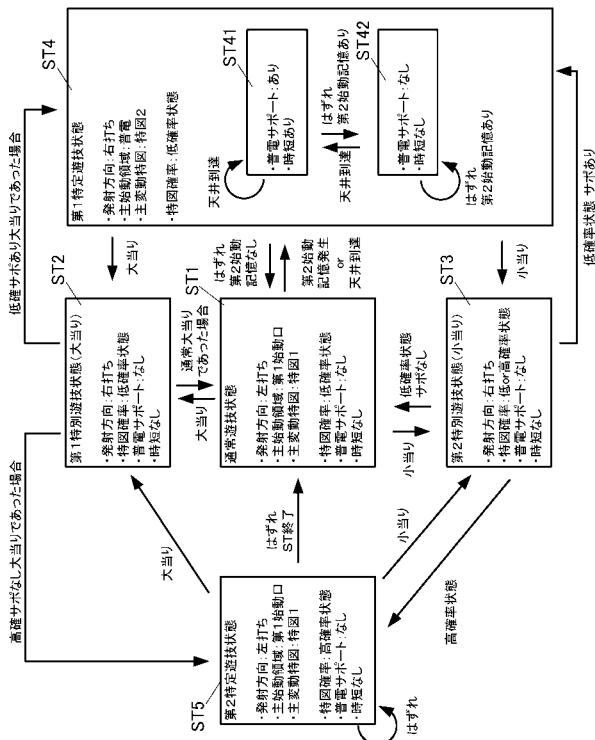 ST4
第1特定遊技状態
・発射方向:右打ち
・主始動領域:普電
・主変動特図:特図2
・特図確率:低確率状態
ST41
・普電サポート:あり
・時短あり
天井到達
はずれ
第2始動記憶あり
天井到達
ST42
・普電サポート:なし
・時短なし
はずれ
第2始動記憶あり
低確サポあり大当りであった場合
大当り
はずれ
第2始動
記憶なし
第2始動
記憶発生
or
天井到達
小当り
低確率状態 サポあり
ST2
第1特別遊技状態(大当り)
・発射方向:右打ち
・特図確率:低確率状態
・普電サポート:なし
・時短なし
通常大当り
であった場合
大当り
ST1
通常遊技状態
・発射方向:左打ち
・主始動領域:第1始動口
・主変動特図:特図1
・特図確率:低確率状態
・普電サポート:なし
・時短なし
低確率状態
サポなし
小当り
ST3
第2特別遊技状態(小当り)
・発射方向:右打ち
・特図確率:低or高確率状態
・普電サポート:なし
・時短なし
高確サポなし大当りであった場合
大当り
はずれ
ST終了
小当り
高確率状態
ST5
第2特定遊技状態
・発射方向:左打ち
・主始動領域:第1始動口
・主変動特図:特図1
・特図確率:高確率状態
・普電サポート:なし
・時短なし
はずれ